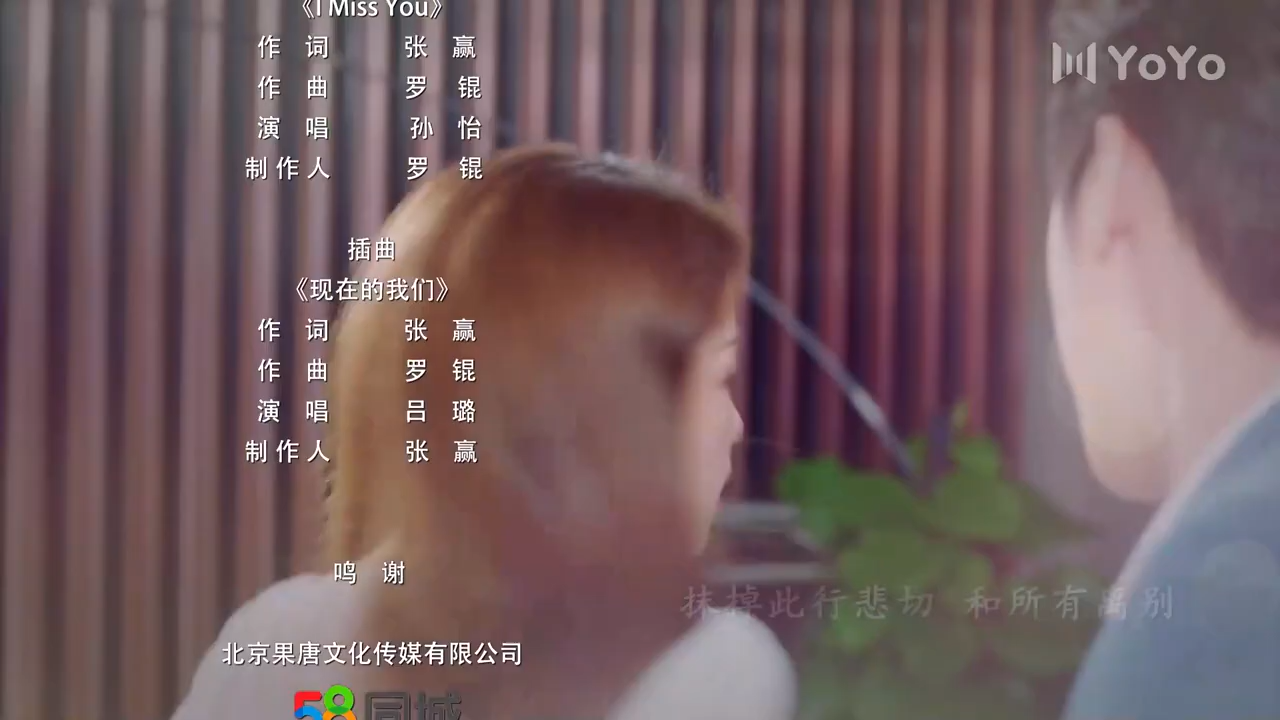 《I Miss You》
作 词 张 赢
作 曲 罗 锟
演 唱 孙 怡
制作人 罗 锟
YoYo
插曲
《现在的我们》
作 词 张 赢
作 曲 罗 锟
演 唱 吕 璐
制作人 张 赢
鸣 谢
抹掉此行悲切 和所有离别
北京果唐文化传媒有限公司
58同城